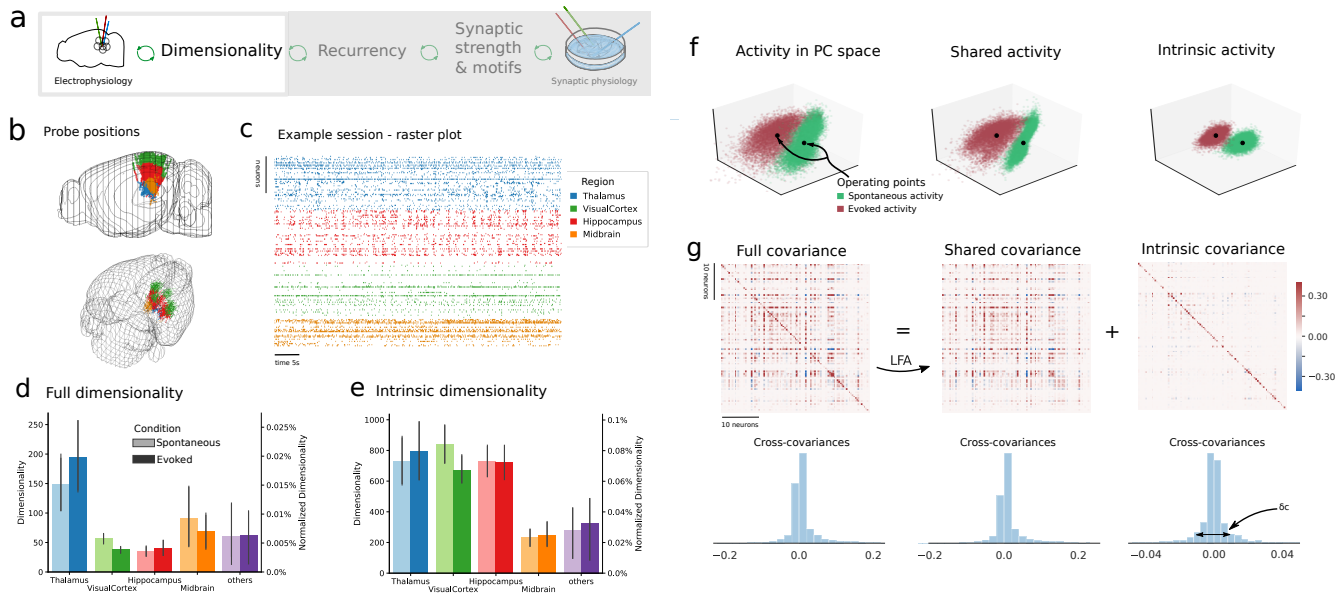 a
Electrophysiology
Dimensionality
Recurrency
Synaptic
strength
& motifs
Synaptic physiology
b
Probe positions
c
Example session - raster plot
neurons
time 5s
Region
Thalamus
VisualCortex
Hippocampus
Midbrain
d
Full dimensionality
Dimensionality
250
200
150
100
50
0
Condition
Spontaneous
Evoked
0.025%
0.020%
0.015%
0.010%
0.005%
0.000%
Normalized Dimensionality
Thalamus
VisualCortex
Hippocampus
Midbrain
others
e
Intrinsic dimensionality
Dimensionality
1000
800
600
400
200
0
0.1%
0.08%
0.06%
0.04%
0.02%
0.0%
Normalized Dimensionality
Thalamus
VisualCortex
Hippocampus
Midbrain
others
f
Activity in PC space
Shared activity
Intrinsic activity
Operating points
Spontaneous activity
Evoked activity
g
Full covariance
Shared covariance
Intrinsic covariance
10 neurons
10 neurons
=
LFA
+
0.30
0.15
0.00
−0.15
−0.30
Cross-covariances
−0.2
0.0
0.2
Cross-covariances
−0.2
0.0
0.2
Cross-covariances
δc
−0.04
0.00
0.04